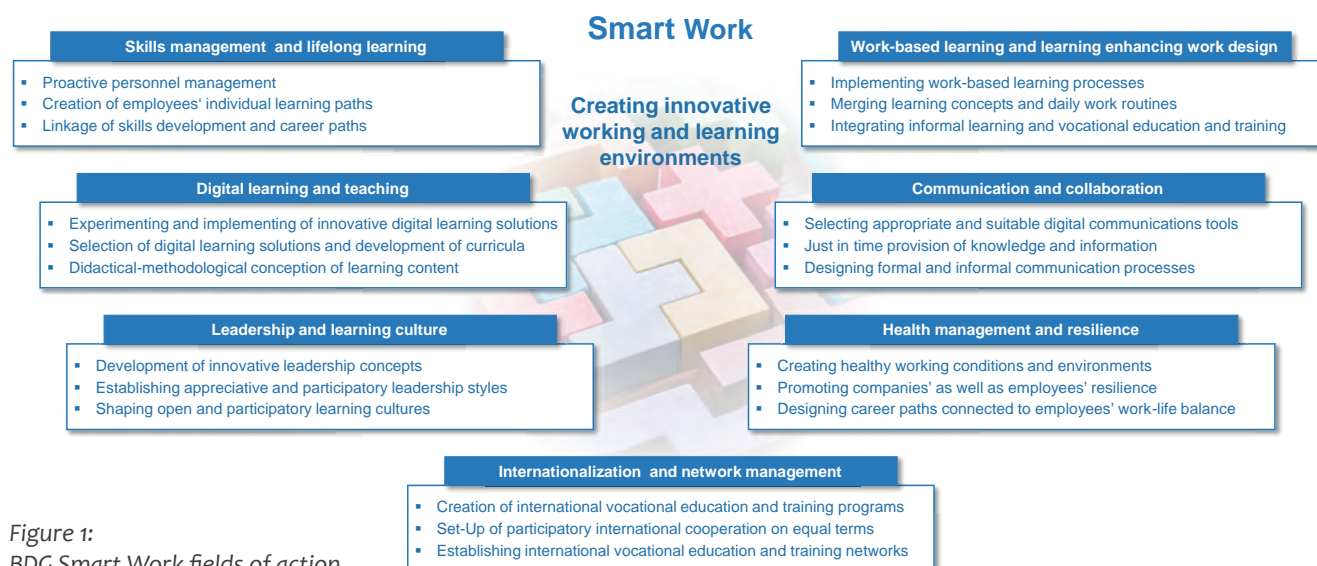 Smart Work
Creating innovative
working and learning
environments
Skills management and lifelong learning
▪ Proactive personnel management
▪ Creation of employees‘ individual learning paths
▪ Linkage of skills development and career paths
Work-based learning and learning enhancing work design
▪ Implementing work-based learning processes
▪ Merging learning concepts and daily work routines
▪ Integrating informal learning and vocational education and training
Digital learning and teaching
▪ Experimenting and implementing of innovative digital learning solutions
▪ Selection of digital learning solutions and development of curricula
▪ Didactical-methodological conception of learning content
Communication and collaboration
▪ Selecting appropriate and suitable digital communications tools
▪ Just in time provision of knowledge and information
▪ Designing formal and informal communication processes
Leadership and learning culture
▪ Development of innovative leadership concepts
▪ Establishing appreciative and participatory leadership styles
▪ Shaping open and participatory learning cultures
Health management and resilience
▪ Creating healthy working conditions and environments
▪ Promoting companies’ as well as employees’ resilience
▪ Designing career paths connected to employees’ work-life balance
Internationalization and network management
▪ Creation of international vocational education and training programs
▪ Set-Up of participatory international cooperation on equal terms
▪ Establishing international vocational education and training networks
Figure 1:
BDG Smart Work fields of action